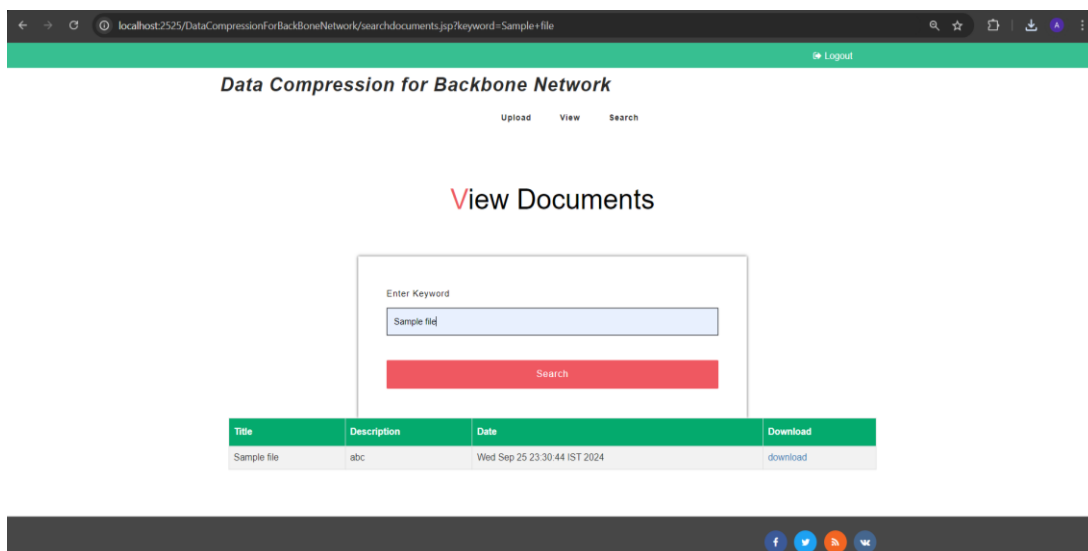 localhost:2525/DataCompressionForBackBoneNetwork/searchdocuments.jsp?keyword=Sample+file
A
Logout
Data Compression for Backbone Network
Upload View Search
View Documents
Enter Keyword
Sample file
Search
Title Description Date Download
Sample file abc Wed Sep 25 23:30:44 IST 2024 download